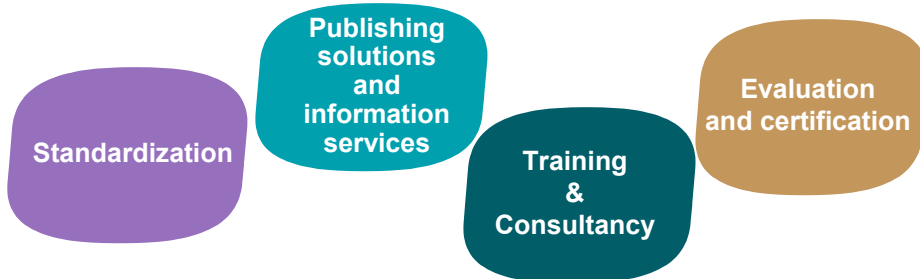 Standardization
Publishing
solutions
and
information
services
Training
&
Consultancy
Evaluation
and certification